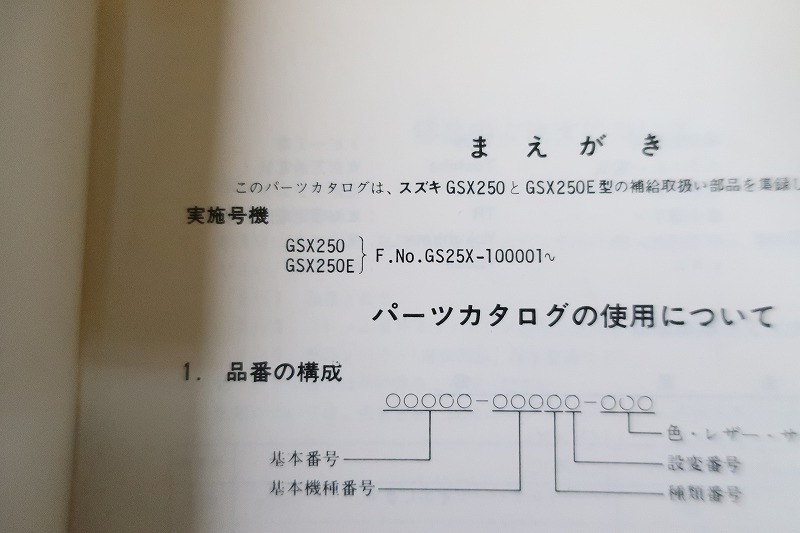 まえがき
このパーツカタログは、スズキGSX250とGSX250E型の補給取扱い部品を集録し
実施号機
GSX250
GSX250E
F.No.GS25X-100001~
パーツカタログの使用について
1. 品番の構成
○○○○○-○○○○○-○○○
色・レザー・サ
基本番号
設変番号
基本機種番号
種類番号